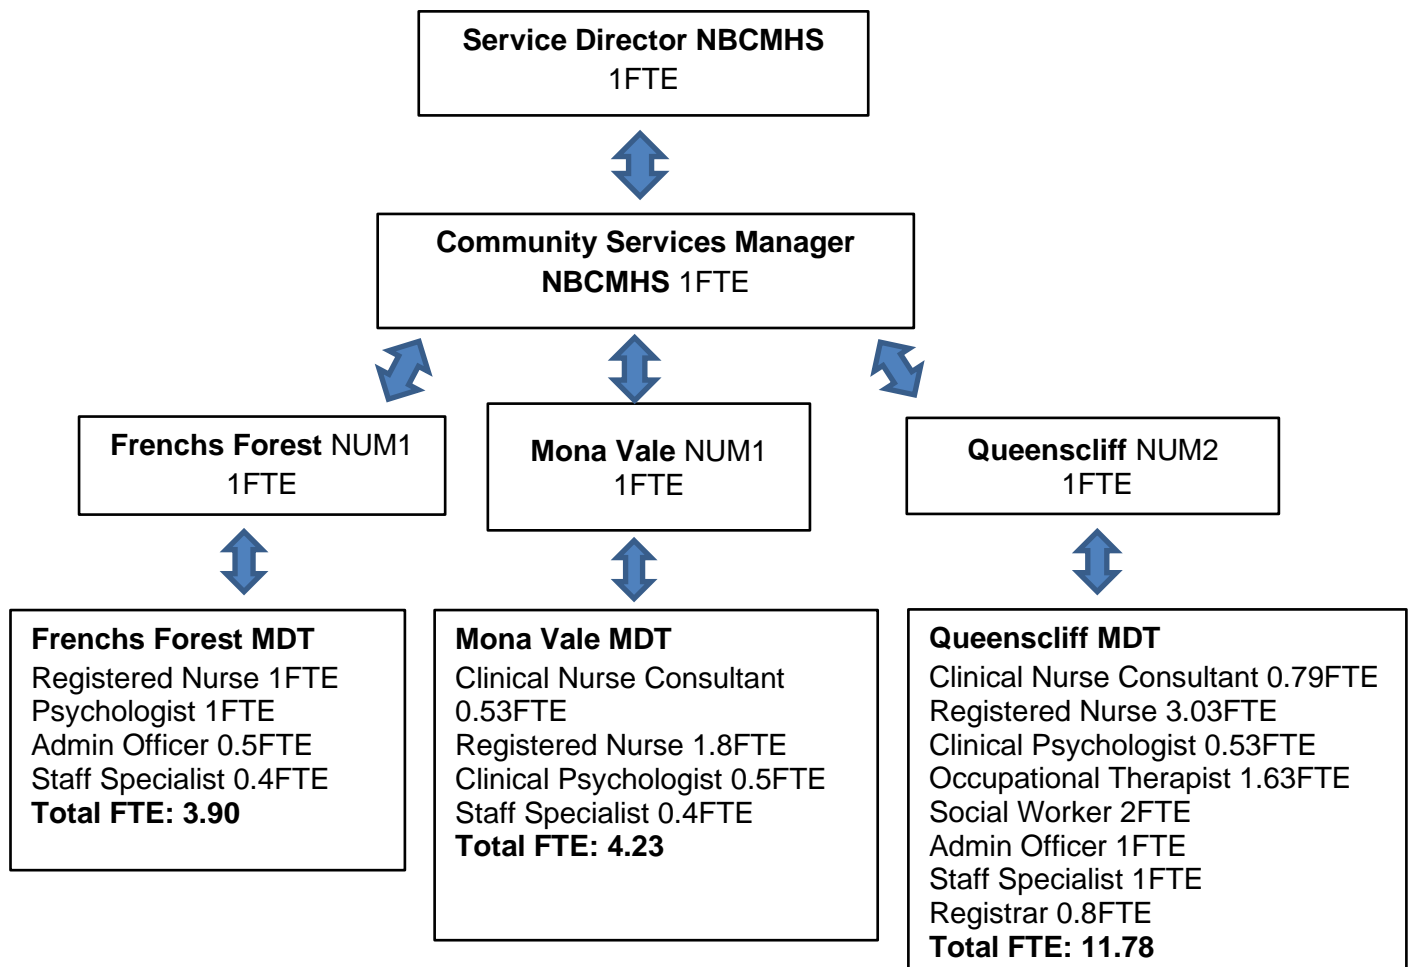 Service Director NBCMHS
1FTE
Community Services Manager
NBCMHS 1FTE
Frenchs Forest NUM1
1FTE
Mona Vale NUM1
1FTE
Queenscliff NUM2
1FTE
Frenchs Forest MDT
Registered Nurse 1FTE
Psychologist 1FTE
Admin Officer 0.5FTE
Staff Specialist 0.4FTE
Total FTE: 3.90
Mona Vale MDT
Clinical Nurse Consultant
0.53FTE
Registered Nurse 1.8FTE
Clinical Psychologist 0.5FTE
Staff Specialist 0.4FTE
Total FTE: 4.23
Queenscliff MDT
Clinical Nurse Consultant 0.79FTE
Registered Nurse 3.03FTE
Clinical Psychologist 0.53FTE
Occupational Therapist 1.63FTE
Social Worker 2FTE
Admin Officer 1FTE
Staff Specialist 1FTE
Registrar 0.8FTE
Total FTE: 11.78